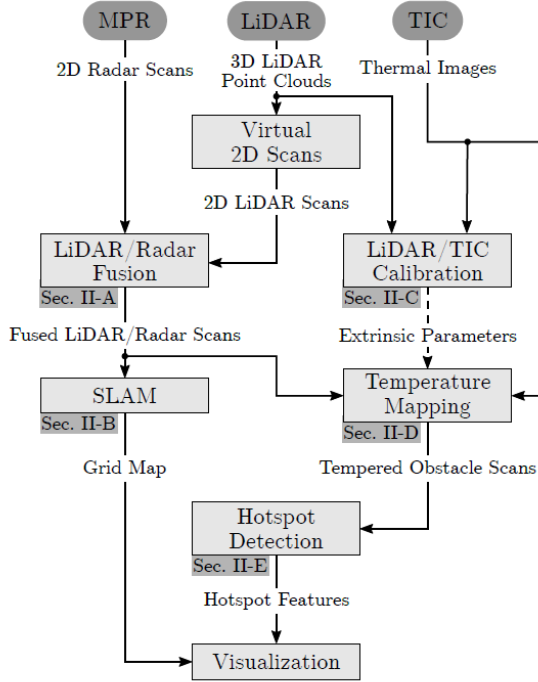 MPR
LiDAR
TIC
2D Radar Scans
3D LiDAR
Point Clouds
Thermal Images
Virtual
2D Scans
2D LiDAR Scans
LiDAR/Radar
Fusion
Sec. II-A
LiDAR/TIC
Calibration
Sec. II-C
Fused LiDAR/Radar Scans
Extrinsic Parameters
SLAM
Sec. II-B
Temperature
Mapping
Sec. II-D
Grid Map
Tempered Obstacle Scans
Hotspot
Detection
Sec. II-E
Hotspot Features
Visualization